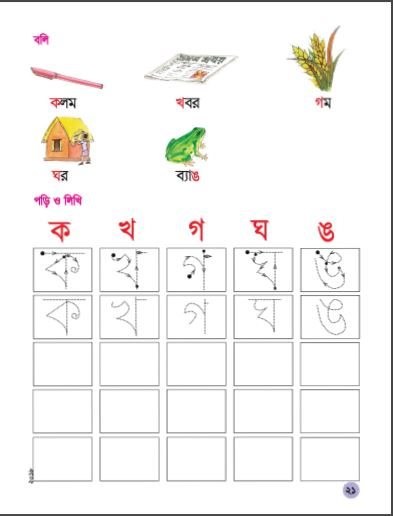 বলি
কলম
খবর
গম
ঘর
ব্যাঙ
পড়ি ও লিখি
ক খ গ ঘ ঙ
ক খ গ ঘ ঙ
ক খ গ ঘ ঙ
২১